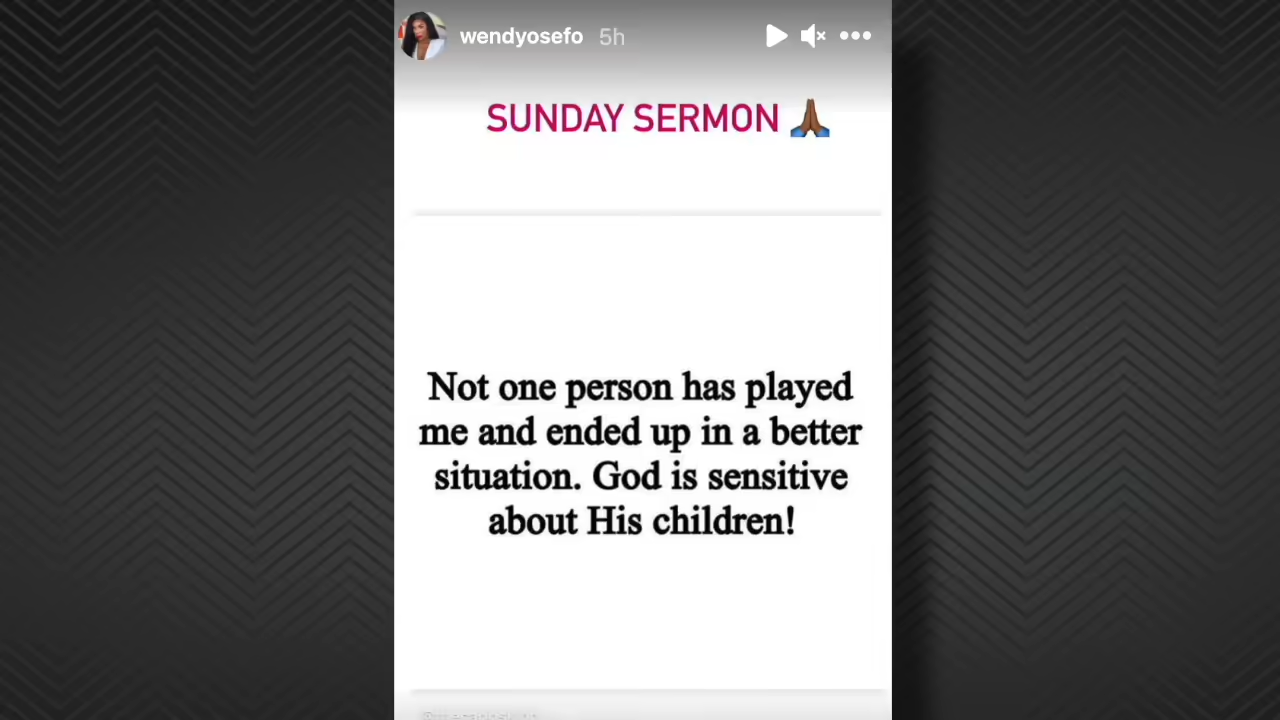 wendyosefo 5h
SUNDAY SERMON 🙏🏾
Not one person has played
me and ended up in a better
situation. God is sensitive
about His children!